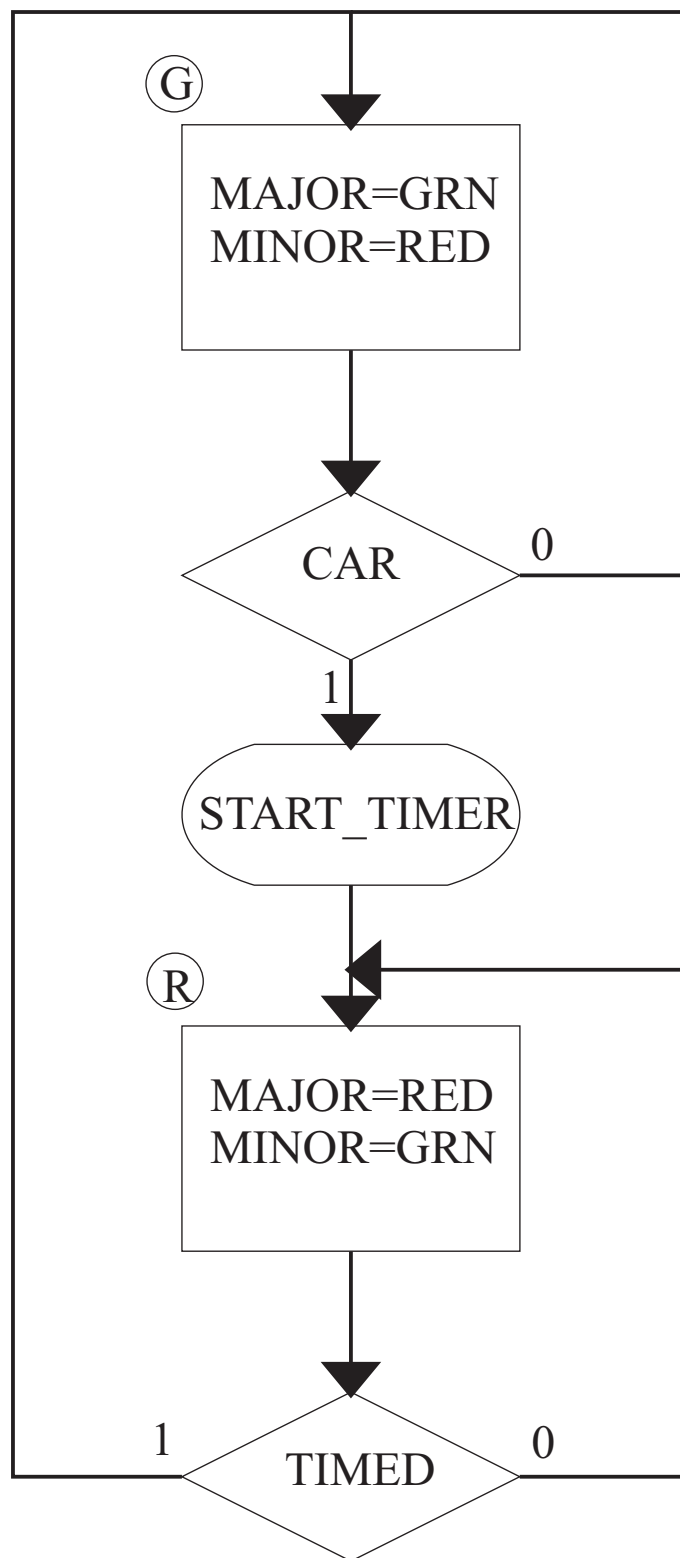 G
MAJOR=GRN
MINOR=RED
CAR
0
1
START_TIMER
R
MAJOR=RED
MINOR=GRN
1
TIMED
0